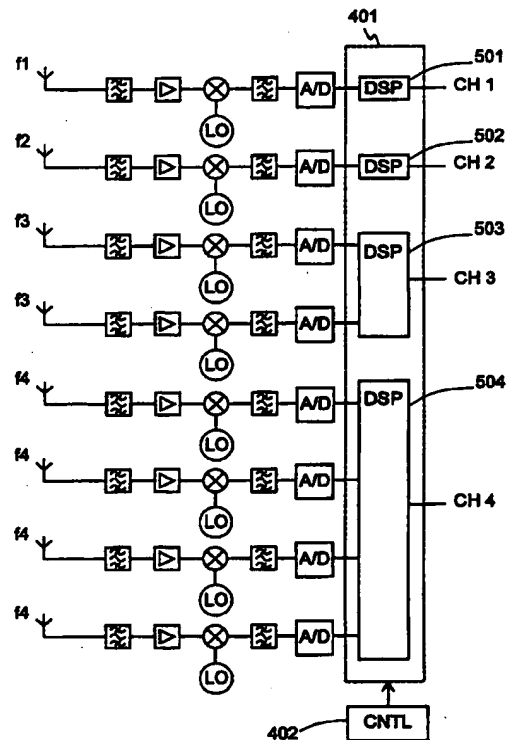 401
501
f1
A/D
DSP
CH 1
LO
f2
502
A/D
DSP
CH 2
LO
f3
503
A/D
DSP
LO
CH 3
f3
A/D
LO
f4
504
A/D
DSP
LO
f4
A/D
CH 4
LO
f4
A/D
LO
f4
A/D
LO
402
CNTL